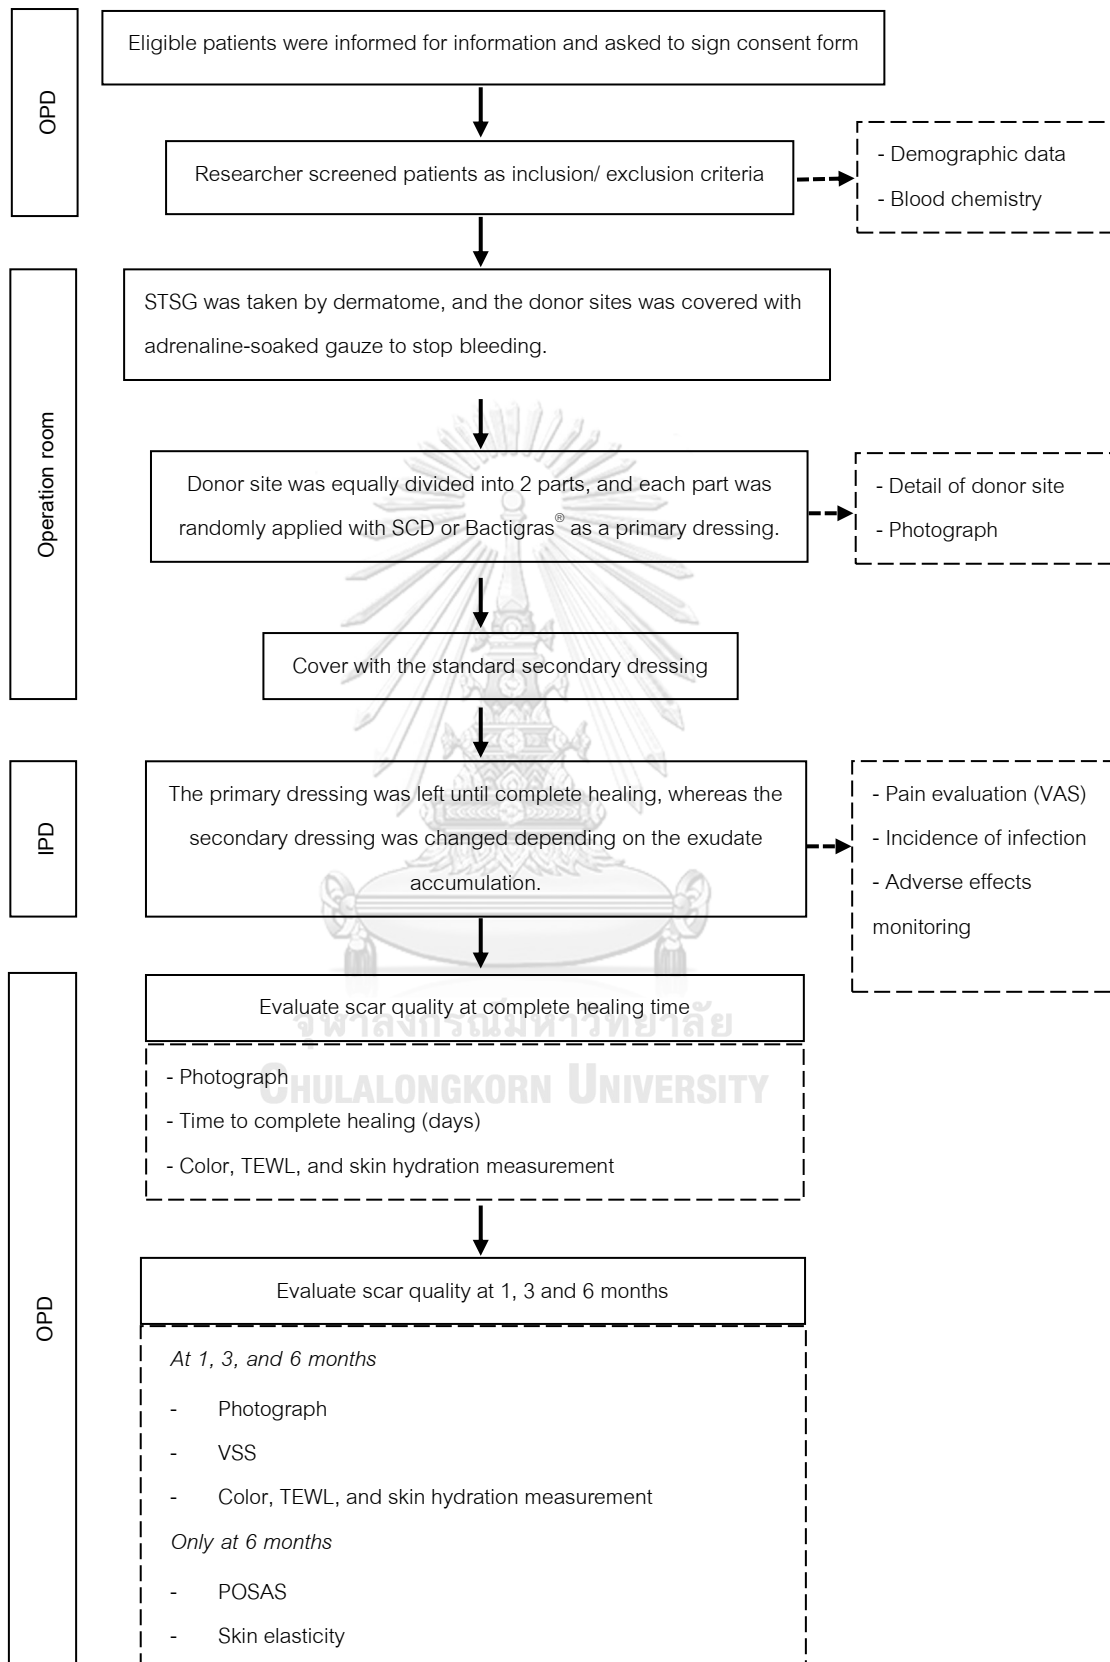 OPD
Eligible patients were informed for information and asked to sign consent form
Researcher screened patients as inclusion/ exclusion criteria
- Demographic data
- Blood chemistry
Operation room
STSG was taken by dermatome, and the donor sites was covered with
adrenaline-soaked gauze to stop bleeding.
Donor site was equally divided into 2 parts, and each part was
randomly applied with SCD or Bactigras® as a primary dressing.
- Detail of donor site
- Photograph
Cover with the standard secondary dressing
IPD
The primary dressing was left until complete healing, whereas the
secondary dressing was changed depending on the exudate
accumulation.
- Pain evaluation (VAS)
- Incidence of infection
- Adverse effects
monitoring
OPD
Evaluate scar quality at complete healing time
จุฬาลงกรณ์มหาวิทยาลัย
CHULALONGKORN UNIVERSITY
- Photograph
- Time to complete healing (days)
- Color, TEWL, and skin hydration measurement
Evaluate scar quality at 1, 3 and 6 months
At 1, 3, and 6 months
- Photograph
- VSS
- Color, TEWL, and skin hydration measurement
Only at 6 months
- POSAS
- Skin elasticity